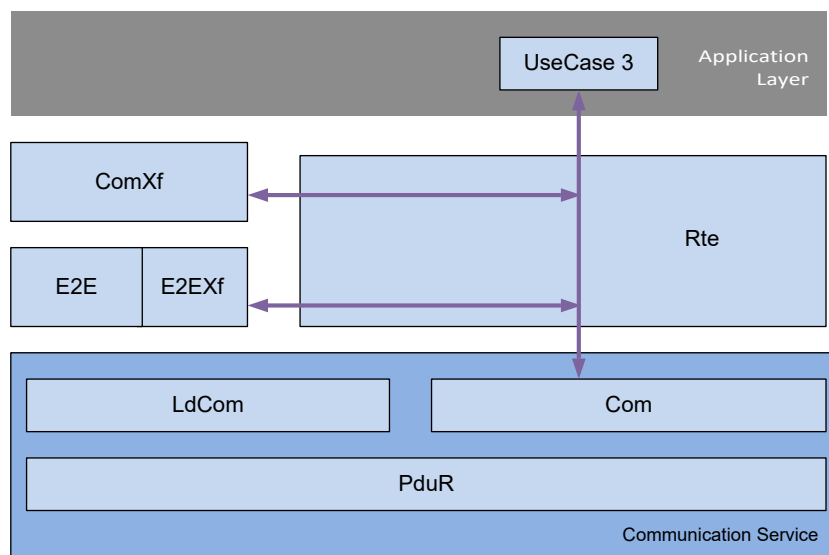 UseCase 3
Application
Layer
ComXf
Rte
E2E
E2EXf
LdCom
Com
PduR
Communication Service